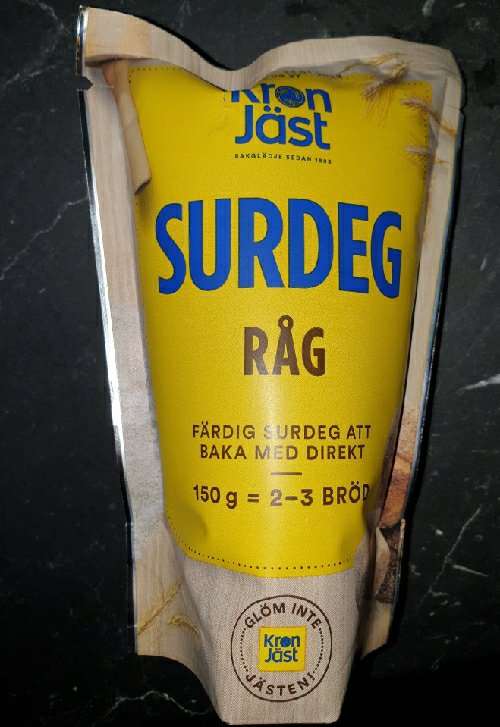 Kron
Jäst
BAKGLÄDJE SEDAN 1893
SURDEG
RÅG
FÄRDIG SURDEG ATT
BAKA MED DIREKT
150 g = 2-3 BRÖD
GLÖM INTE
Kron
Jäst
JÄSTEN!